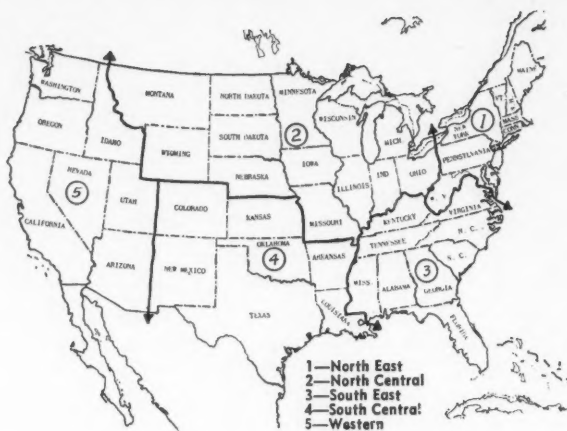 WASHINGTON
MONTANA
NORTH DAKOTA
MINNESOTA
MAINE
VT
N H
MASS
CONN
1
NEW YORK
OREGON
IDAHO
WYOMING
SOUTH DAKOTA
2
WISCONSIN
MICH
PENNSYLVANIA
IOWA
NEBRASKA
NEVADA
5
UTAH
COLORADO
KANSAS
MISSOURI
ILLINOIS
IND
OHIO
VIRGINIA
KENTUCKY
CALIFORNIA
ARIZONA
NEW MEXICO
OKLAHOMA
4
ARKANSAS
TENNESSEE
N. C.
S. C.
3
TEXAS
LOUISIANA
MISS.
ALABAMA
GEORGIA
FLORIDA
1—North East
2—North Central
3—South East
4—South Central
5—Western